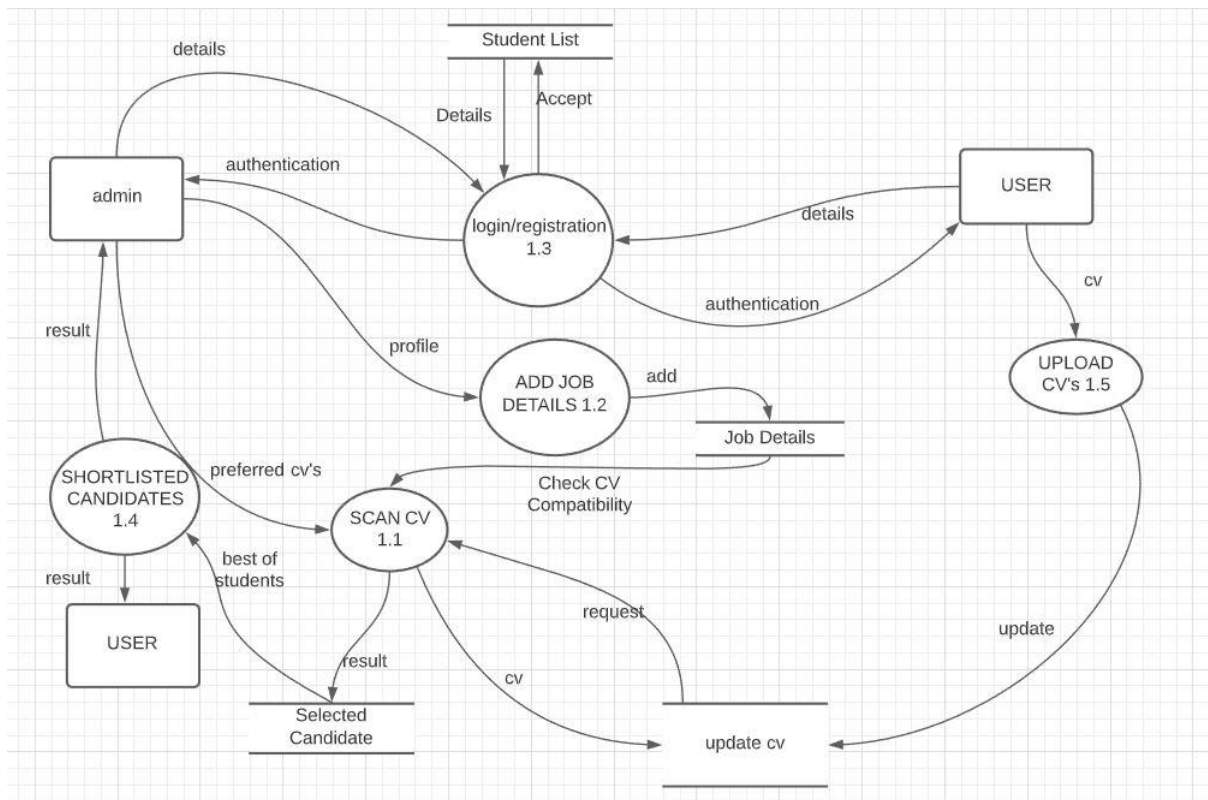 Student List
details
Accept
Details
authentication
admin
USER
login/registration
1.3
details
authentication
cv
result
profile
UPLOAD
CV's 1.5
ADD JOB
DETAILS 1.2
add
Job Details
preferred cv's
SHORTLISTED
CANDIDATES
1.4
Check CV
Compatibility
SCAN CV
1.1
best of
students
result
request
USER
update
result
cv
Selected
Candidate
update cv